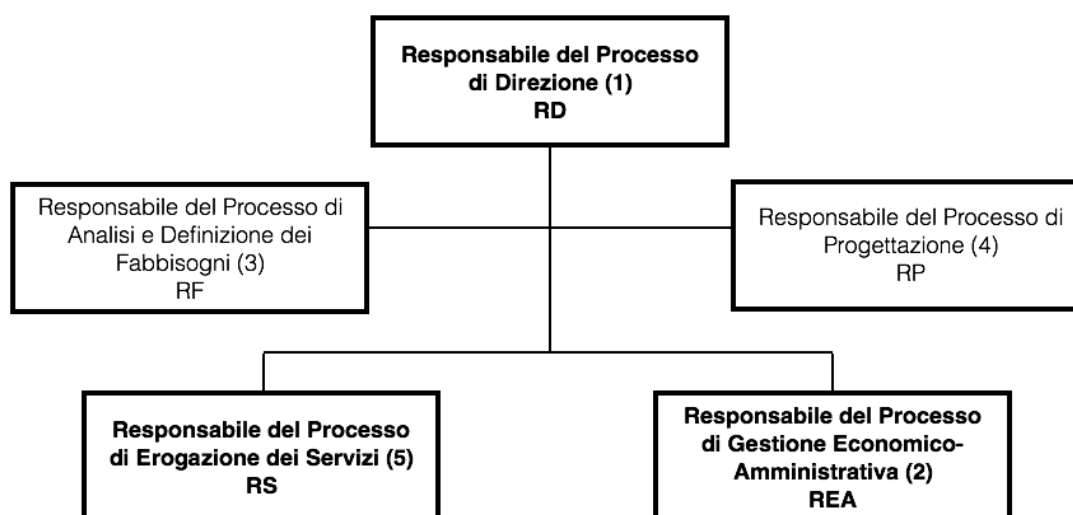 Responsabile del Processo
di Direzione (1)
RD
Responsabile del Processo di
Analisi e Definizione dei
Fabbisogni (3)
RF
Responsabile del Processo di
Progettazione (4)
RP
Responsabile del Processo
di Erogazione dei Servizi (5)
RS
Responsabile del Processo
di Gestione Economico-
Amministrativa (2)
REA